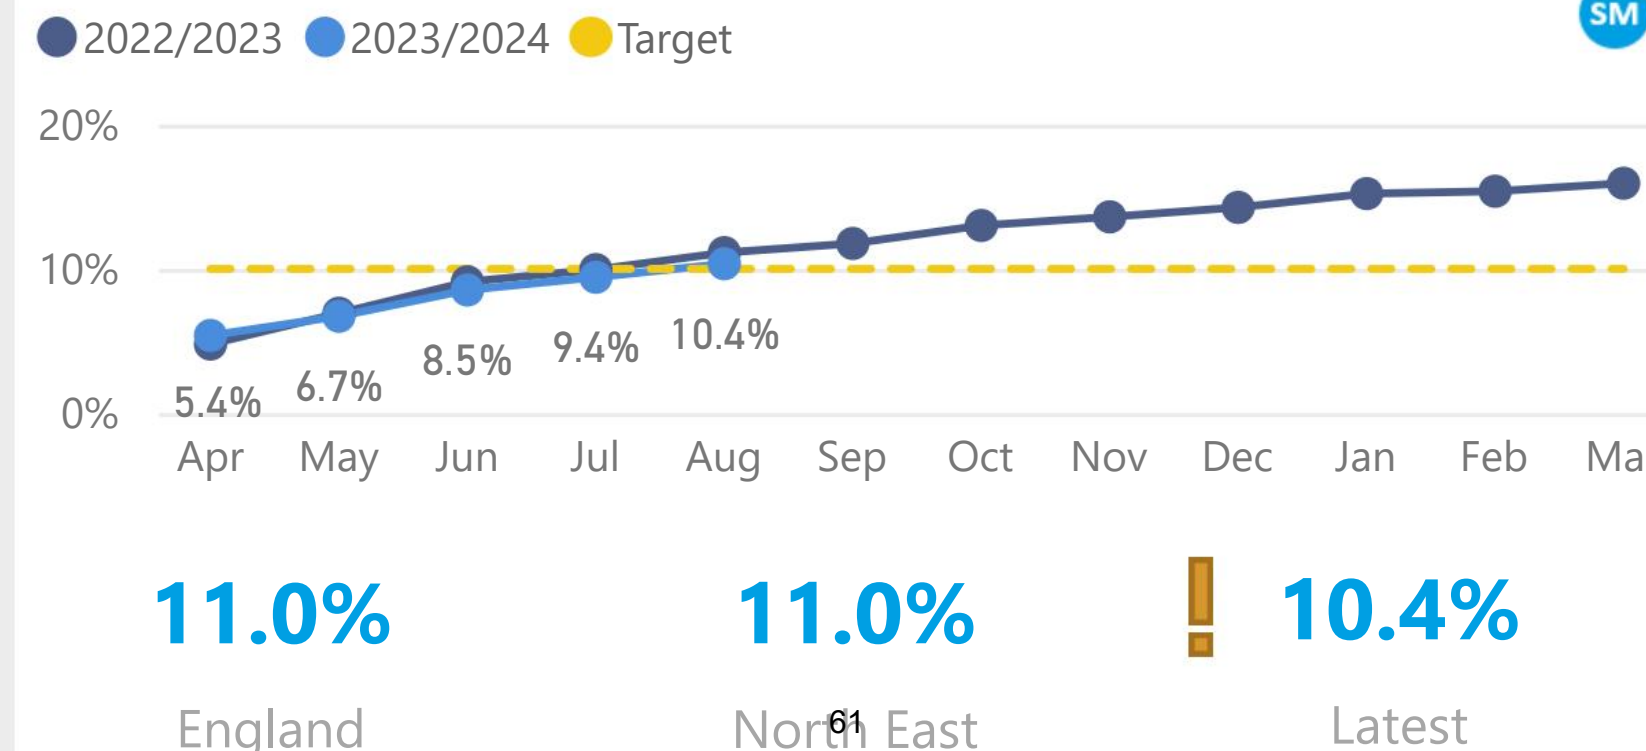 2022/2023 2023/2024 Target
SM
20%
10%
0%
5.4% 6.7% 8.5% 9.4% 10.4%
Apr May Jun Jul Aug Sep Oct Nov Dec Jan Feb Ma
11.0% 11.0% ! 10.4%
England North East Latest
61